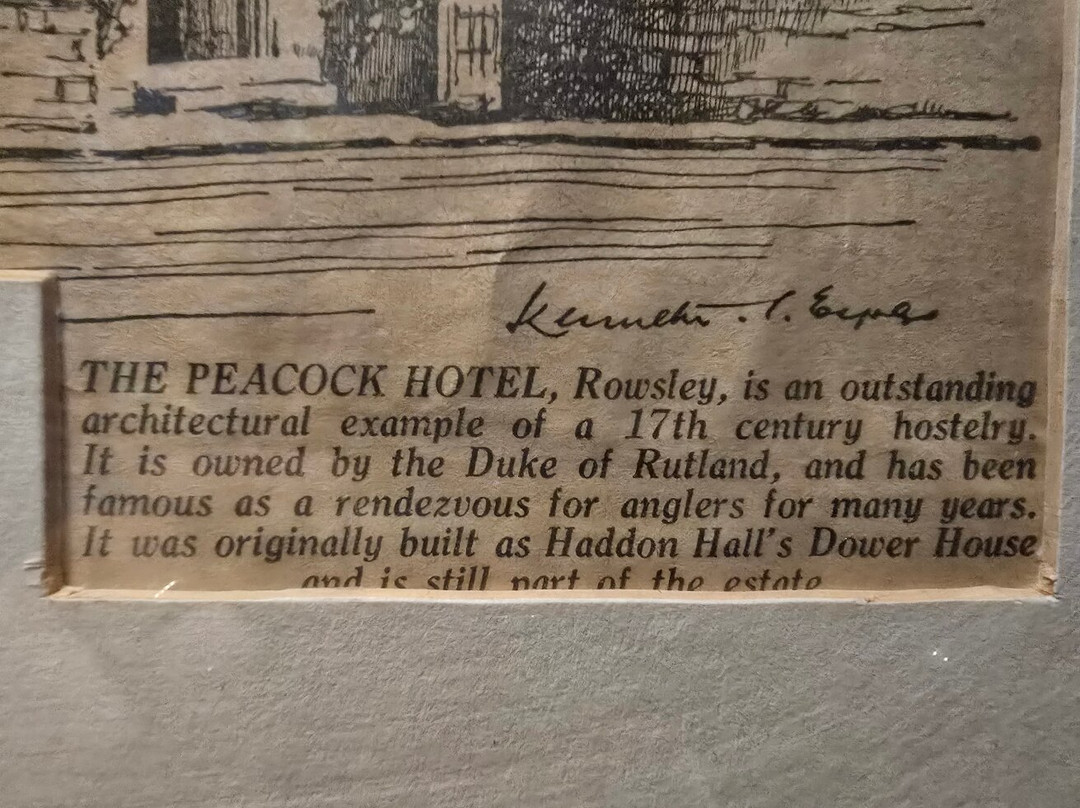 Kenneth
THE PEACOCK HOTEL, Rowsley, is an outstanding
architectural example of a 17th century hostelry.
It is owned by the Duke of Rutland, and has been
famous as a rendezvous for anglers for many years.
It was originally built as Haddon Hall's Dower House
and is still part of the estate